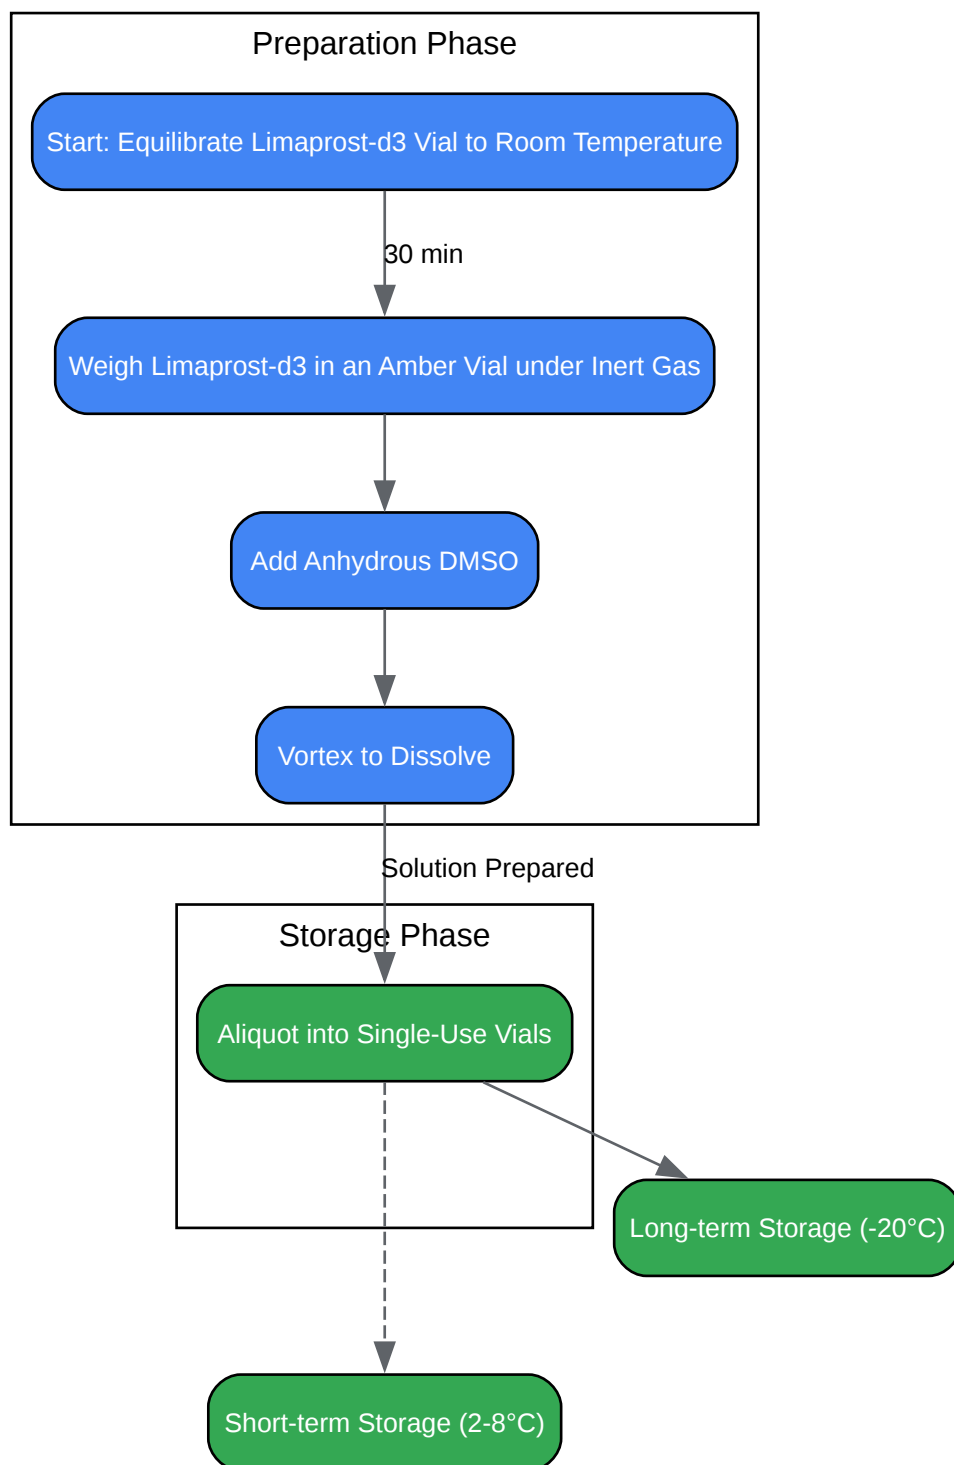 Preparation Phase
Start: Equilibrate Limaprost-d3 Vial to Room Temperature
30 min
Weigh Limaprost-d3 in an Amber Vial under Inert Gas
Add Anhydrous DMSO
Vortex to Dissolve
Solution Prepared
Storage Phase
Aliquot into Single-Use Vials
Long-term Storage (-20°C)
Short-term Storage (2-8°C)